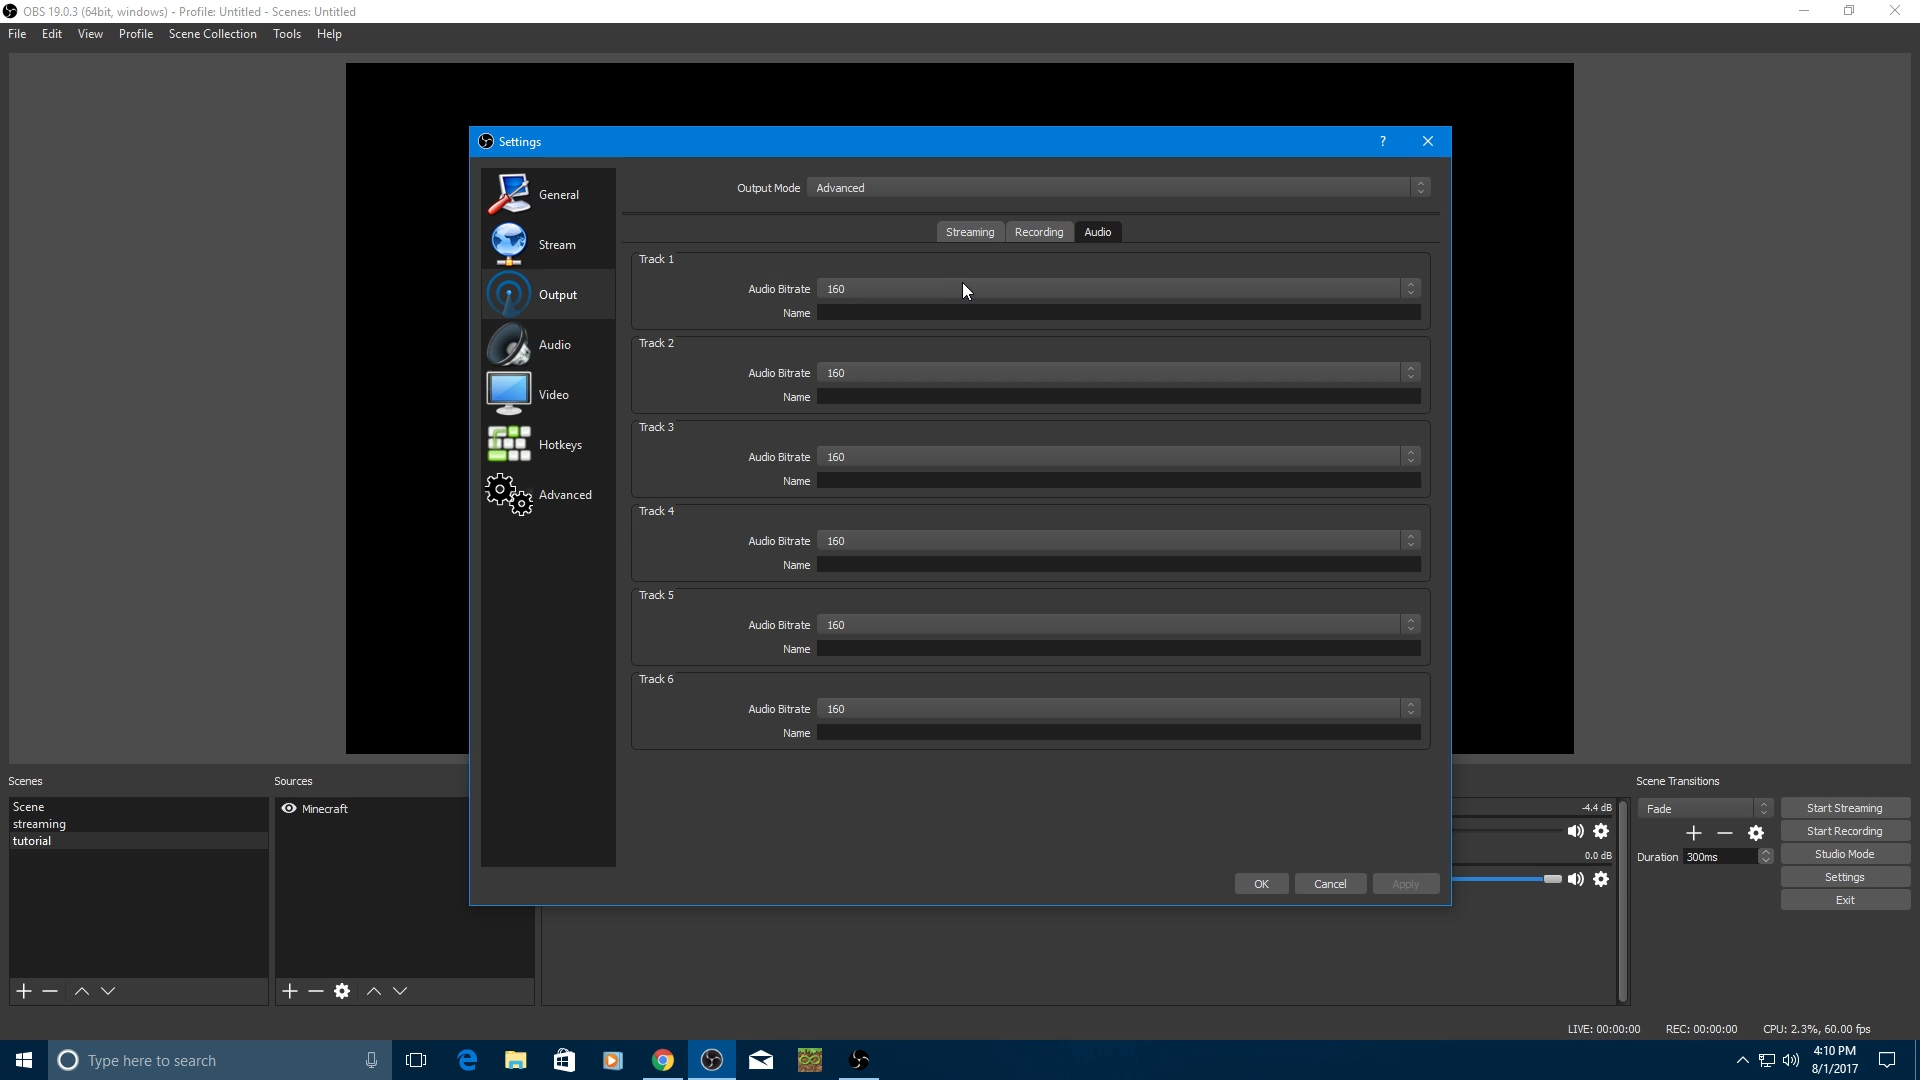 OBS 19.0.3 (64bit, windows) - Profile: Untitled - Scenes: Untitled
File Edit View Profile Scene Collection Tools Help
Settings ?
General
Stream
Output
Audio
Video
Hotkeys
Advanced
Output Mode Advanced
Streaming Recording Audio
Track 1
Audio Bitrate 160
Name
Track 2
Audio Bitrate 160
Name
Track 3
Audio Bitrate 160
Name
Track 4
Audio Bitrate 160
Name
Track 5
Audio Bitrate 160
Name
Track 6
Audio Bitrate 160
Name
OK Cancel Apply
Scenes
Scene
streaming
tutorial
Sources
Minecraft
-4.4 dB
0.0 dB
Scene Transitions
Fade
Duration 300ms
Start Streaming
Start Recording
Studio Mode
Settings
Exit
LIVE: 00:00:00 REC: 00:00:00 CPU: 2.3%, 60.00 fps
Type here to search
4:10 PM
8/1/2017